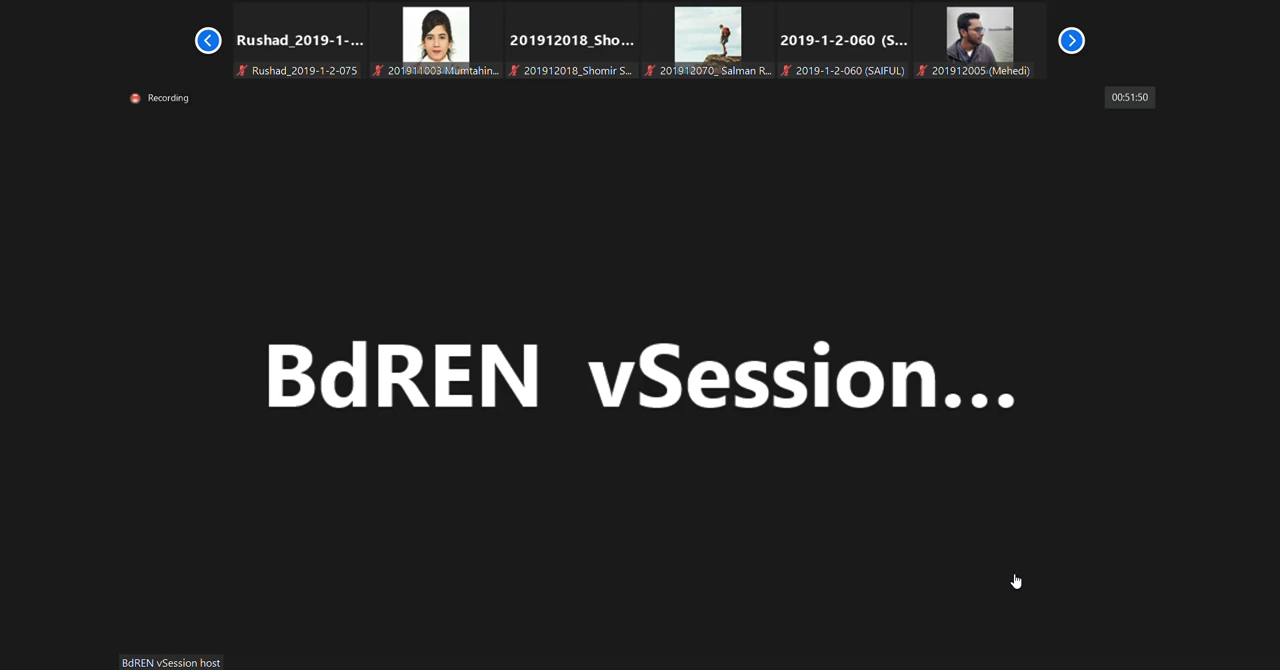 Rushad_2019-1-...
201912018_Sho...
2019-1-2-060 (S...
Rushad_2019-1-2-075
201911003 Mumtahin...
201912018_Shomir S...
201912070_ Salman R...
2019-1-2-060 (SAIFUL)
201912005 (Mehedi)
Recording
00:51:50
BdREN vSession...
BdREN vSession host